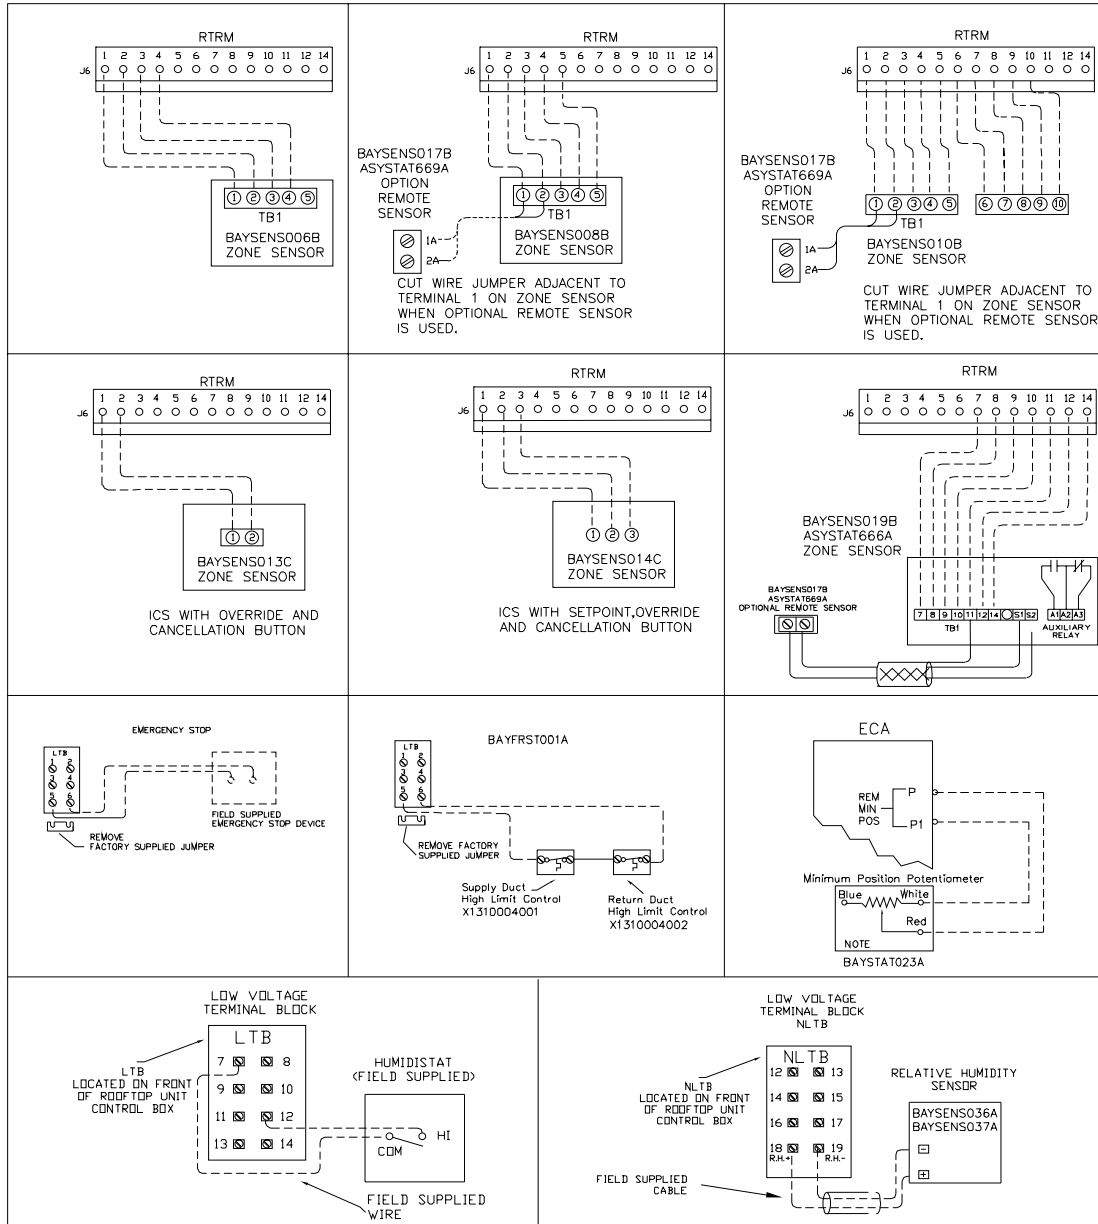 RTRM
1 2 3 4 5 6 7 8 9 10 11 12 14
J6
1 2 3 4 5
TB1
BAYSENS006B
ZONE SENSOR
RTRM
1 2 3 4 5 6 7 8 9 10 11 12 14
J6
BAYSENS017B
ASYSTAT669A
OPTION
REMOTE
SENSOR
1A
2A
1 2 3 4 5
TB1
BAYSENS008B
ZONE SENSOR
CUT WIRE JUMPER ADJACENT TO
TERMINAL 1 ON ZONE SENSOR
WHEN OPTIONAL REMOTE SENSOR
IS USED.
RTRM
1 2 3 4 5 6 7 8 9 10 11 12 14
J6
BAYSENS017B
ASYSTAT669A
OPTION
REMOTE
SENSOR
1A
2A
1 2 3 4 5 6 7 8 9 10
TB1
BAYSENS010B
ZONE SENSOR
CUT WIRE JUMPER ADJACENT TO
TERMINAL 1 ON ZONE SENSOR
WHEN OPTIONAL REMOTE SENSOR
IS USED.
RTRM
1 2 3 4 5 6 7 8 9 10 11 12 14
J6
1 2
BAYSENS013C
ZONE SENSOR
ICS WITH OVERRIDE AND
CANCELLATION BUTTON
RTRM
1 2 3 4 5 6 7 8 9 10 11 12 14
J6
1 2 3
BAYSENS014C
ZONE SENSOR
ICS WITH SETPOINT,OVERRIDE
AND CANCELLATION BUTTON
RTRM
1 2 3 4 5 6 7 8 9 10 11 12 14
J6
BAYSENS019B
ASYSTAT666A
ZONE SENSOR
BAYSENS017B
ASYSTAT669A
OPTIONAL REMOTE SENSOR
7 8 9 10 11 12 14 S1 S2
TB1
A1 A2 A3
AUXILIARY
RELAY
EMERGENCY STOP
LTB
1 2
3 4
5 6
REMOVE
FACTORY SUPPLIED JUMPER
FIELD SUPPLIED
EMERGENCY STOP DEVICE
BAYFRST001A
LTB
1 2
3 4
5 6
REMOVE FACTORY
SUPPLIED JUMPER
Supply Duct
High Limit Control
X1310004001
Return Duct
High Limit Control
X1310004002
ECA
REM
MIN
POS
P
P1
Minimum Position Potentiometer
Blue White
Red
NOTE
BAYSTAT023A
LOW VOLTAGE
TERMINAL BLOCK
LTB
7 8
9 10
11 12
13 14
LTB
LOCATED ON FRONT
OF ROOFTOP UNIT
CONTROL BOX
HUMIDISTAT
(FIELD SUPPLIED)
HI
COM
FIELD SUPPLIED
WIRE
LOW VOLTAGE
TERMINAL BLOCK
NLTB
NLTB
12 13
14 15
16 17
18 19
R.H.+ R.H.-
NLTB
LOCATED ON FRONT
OF ROOFTOP UNIT
CONTROL BOX
RELATIVE HUMIDITY
SENSOR
BAYSENS036A
BAYSENS037A
-
+
FIELD SUPPLIED
CABLE